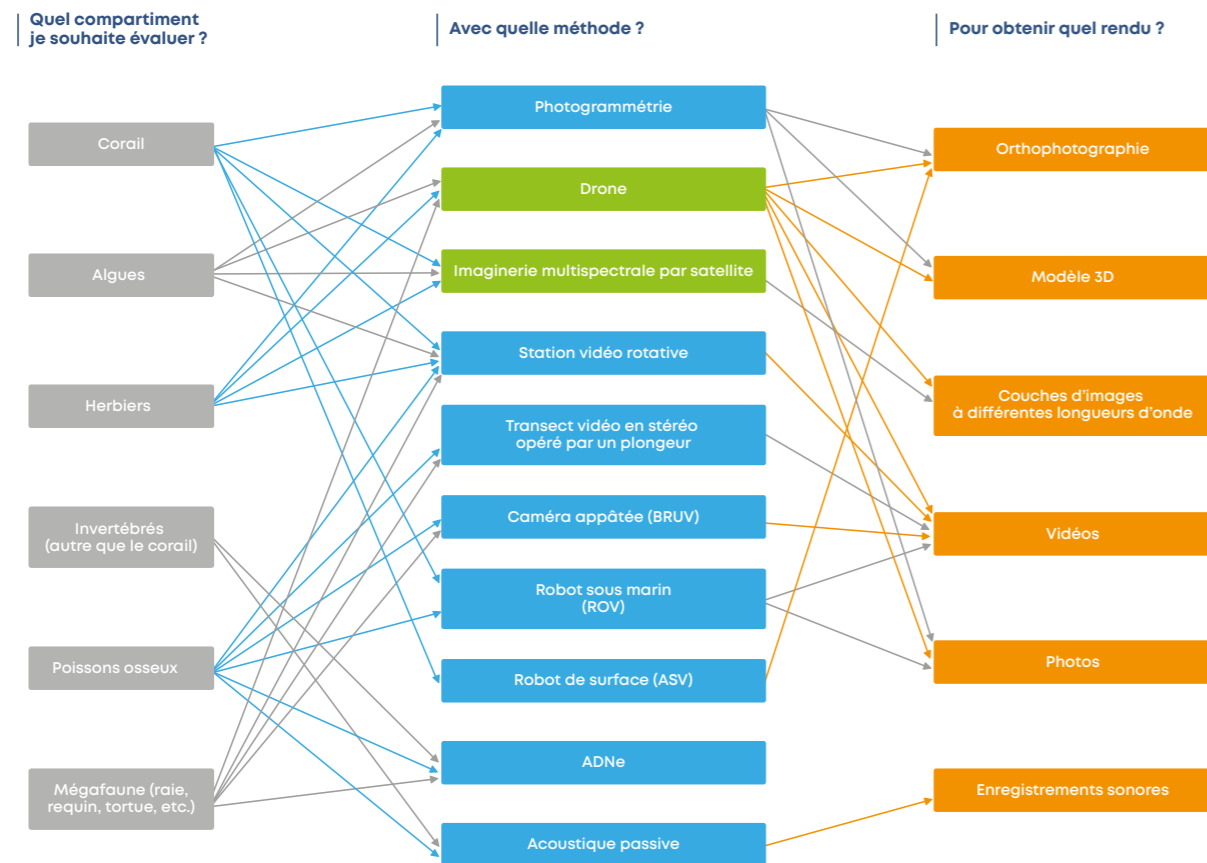 Quel compartiment
je souhaite évaluer ?
Avec quelle méthode ?
Pour obtenir quel rendu ?
Corail
Algues
Herbiers
Invertébrés
(autre que le corail)
Poissons osseux
Mégafaune (raie,
requin, tortue, etc.)
Photogrammétrie
Drone
Imaginerie multispectrale par satellite
Station vidéo rotative
Transect vidéo en stéréo
opéré par un plongeur
Caméra appâtée (BRUV)
Robot sous marin
(ROV)
Robot de surface (ASV)
ADNe
Acoustique passive
Orthophotographie
Modèle 3D
Couches d'images
à différentes longueurs d'onde
Vidéos
Photos
Enregistrements sonores